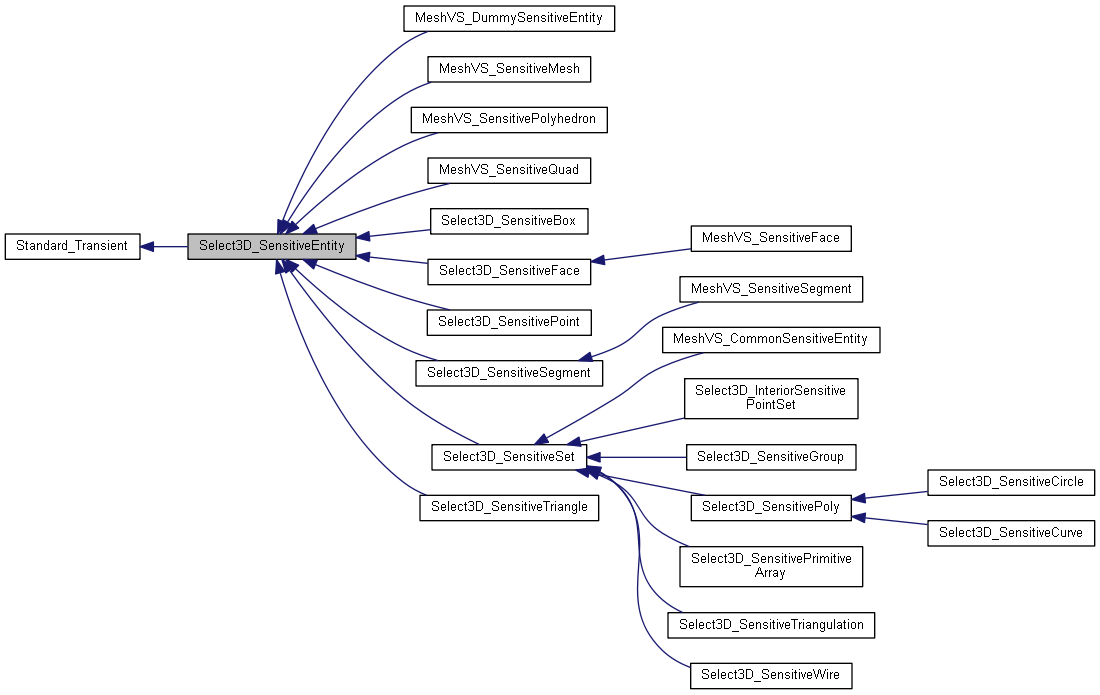 MeshVS_DummySensitiveEntity
MeshVS_SensitiveMesh
MeshVS_SensitivePolyhedron
MeshVS_SensitiveQuad
Select3D_SensitiveBox
Standard_Transient
Select3D_SensitiveEntity
MeshVS_SensitiveFace
Select3D_SensitiveFace
MeshVS_SensitiveSegment
Select3D_SensitivePoint
MeshVS_CommonSensitiveEntity
Select3D_SensitiveSegment
Select3D_InteriorSensitive
PointSet
Select3D_SensitiveSet
Select3D_SensitiveGroup
Select3D_SensitiveCircle
Select3D_SensitiveTriangle
Select3D_SensitivePoly
Select3D_SensitiveCurve
Select3D_SensitivePrimitive
Array
Select3D_SensitiveTriangulation
Select3D_SensitiveWire